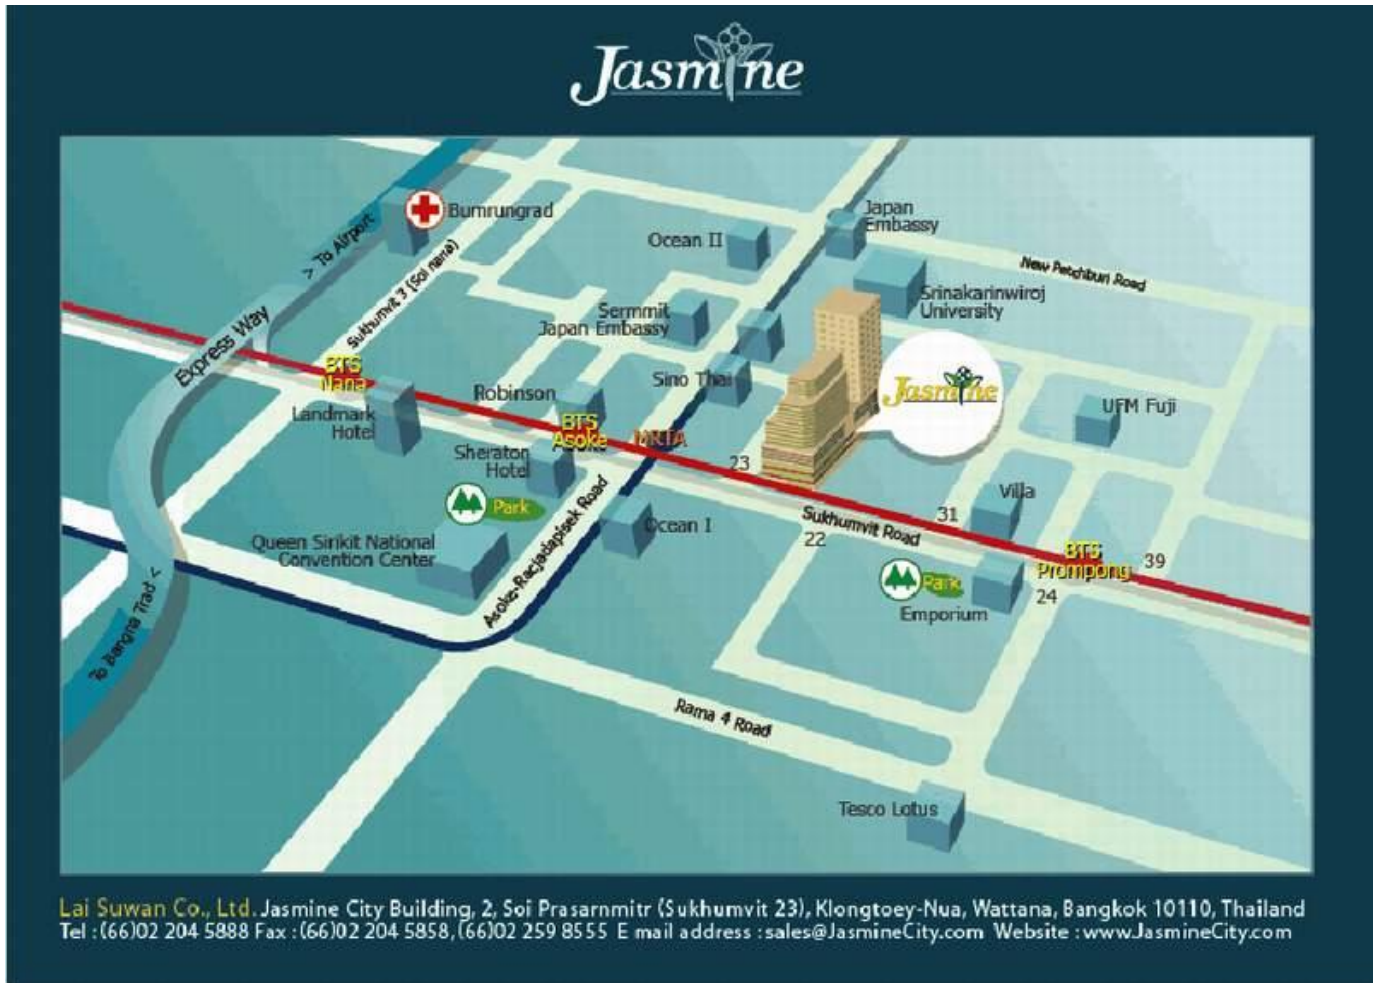 Jasmine
Bumrungrad
> To Airport
Sukhumvit 3 (Soi nana)
Express Way
Ocean II
Japan
Embassy
New Petchburi Road
Srinakarinwiroj
University
Sermmit
Japan Embassy
Sino Thai
Jasmine
UFM Fuji
BTS
Nana
Landmark
Hotel
Robinson
BTS
Asoke
Asoke
MRTA
23
Sheraton
Hotel
Park
Ocean I
Asoke-Racjadapisek Road
Queen Sirikit National
Convention Center
To Bangna Trad <
Sukhumvit Road
22
31
Villa
BTS
Prompong
39
24
Park
Emporium
Rama 4 Road
Tesco Lotus
Lai Suwan Co., Ltd. Jasmine City Building, 2, Soi Prasarnmitr (Sukhumvit 23), Klongtoey-Nua, Wattana, Bangkok 10110, Thailand
Tel :(66)02 204 5888 Fax :(66)02 204 5858,(66)02 259 8555 E mail address :sales@JasmineCity.com Website :www.JasmineCity.com